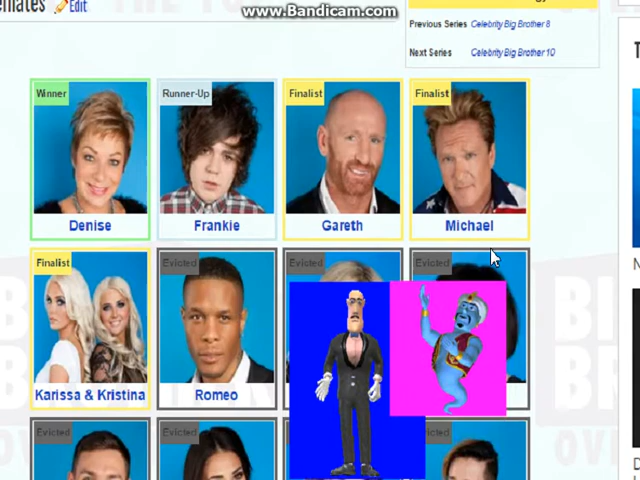 www.Bandicam.com
Edit
Previous Series Celebrity Big Brother 8
Next Series Celebrity Big Brother 10
Winner
Runner-Up
Finalist
Finalist
Denise
Frankie
Gareth
Michael
Finalist
Evicted
Evicted
Evicted
Karissa & Kristina
Romeo
Evicted
Evicted
Evicted